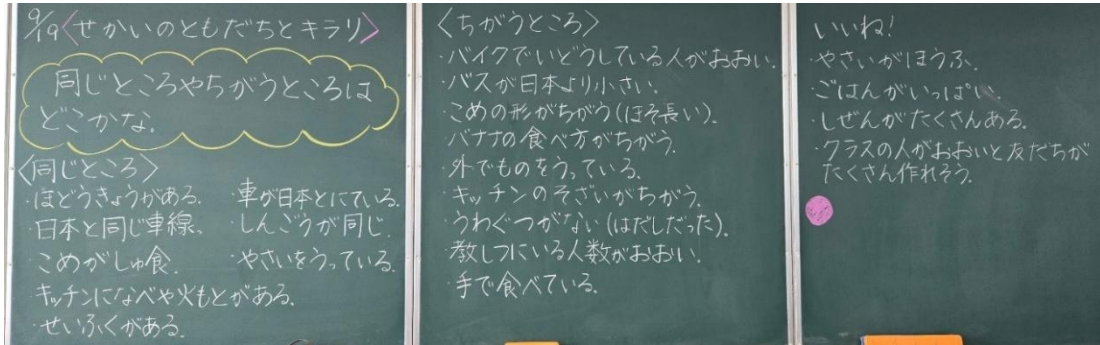 9/19〈せかいのともだちとキラリ〉
同じところやちがうところは
どこかな。
〈同じところ〉
・ほどうきょうがある。 ・車が日本とにている。
・日本と同じ車線、 ・しんごうが同じ。
・こめがしゅ食。 ・やさいをうっている。
・キッチンになべや火もとがある。
・せいふくがある。
〈ちがうところ〉
・バイクでいどうしている人がおおい。
・バスが日本より小さい。
・こめの形がちがう(ほそ長い)。
・バナナの食べ方がちがう。
・外でものをうっている。
・キッチンのそざいがちがう。
・うわぐつがない(はだしだった)。
・教しつにいる人数がおおい。
・手で食べている。
いいね!
・やさいがほうふ。
・ごはんがいっぱい。
・しぜんがたくさんある。
・クラスの人がおおいと友だちが
たくさん作れそう。